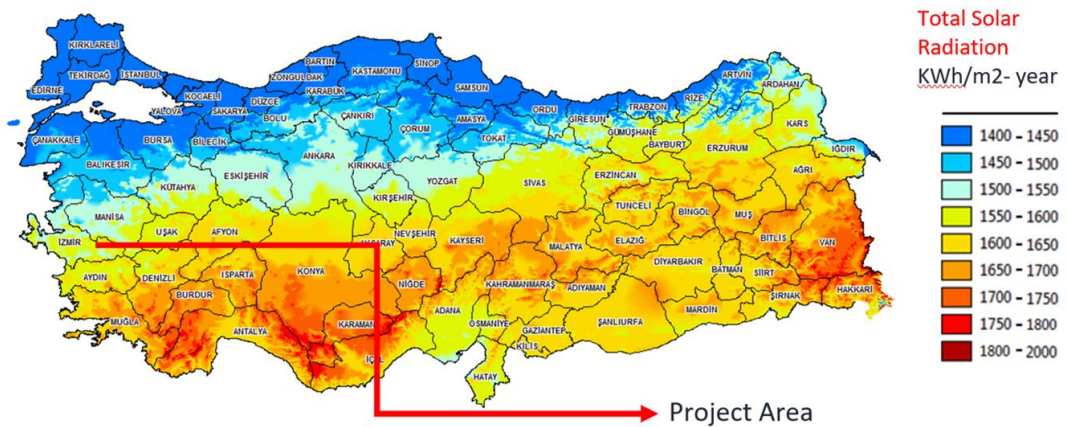 Total Solar
Radiation
KWh/m2- year
KIRKLARELİ
TEKİRDAĞ
İSTANBUL
EDİRNE
KOCAELİ
YALOVA
SAKARYA
DÜZCE
BOLU
ZONGULDAK
BARTIN
KARABÜK
KASTAMONU
SİNOP
SAMSUN
ÇANKIRI
ÇORUM
AMASYA
TOKAT
ORDU
GİRESUN
TRABZON
RİZE
ARTVİN
ARDAHAN
KARS
IĞDIR
GÜMÜŞHANE
BAYBURT
ERZURUM
AĞRI
ÇANAKKALE
BALIKESİR
BURSA
BİLECİK
ESKİŞEHİR
KÜTAHYA
ANKARA
KIRIKKALE
KIRŞEHİR
YOZGAT
SİVAS
ERZİNCAN
TUNCELİ
BİNGÖL
MUŞ
BİTLİS
VAN
MANİSA
İZMİR
UŞAK
AFYON
AKSARAY
NEVŞEHİR
KAYSERİ
MALATYA
ELAZIĞ
DİYARBAKIR
BATMAN
SİİRT
ŞIRNAK
HAKKARİ
AYDIN
DENİZLİ
ISPARTA
BURDUR
KONYA
NİĞDE
KAHRAMANMARAŞ
ADIYAMAN
MARDİN
ŞANLIURFA
MUĞLA
ANTALYA
KARAMAN
İÇEL
ADANA
OSMANİYE
GAZİANTEP
KİLİS
HATAY
1400 - 1450
1450 - 1500
1500 - 1550
1550 - 1600
1600 - 1650
1650 - 1700
1700 - 1750
1750 - 1800
1800 - 2000
Project Area